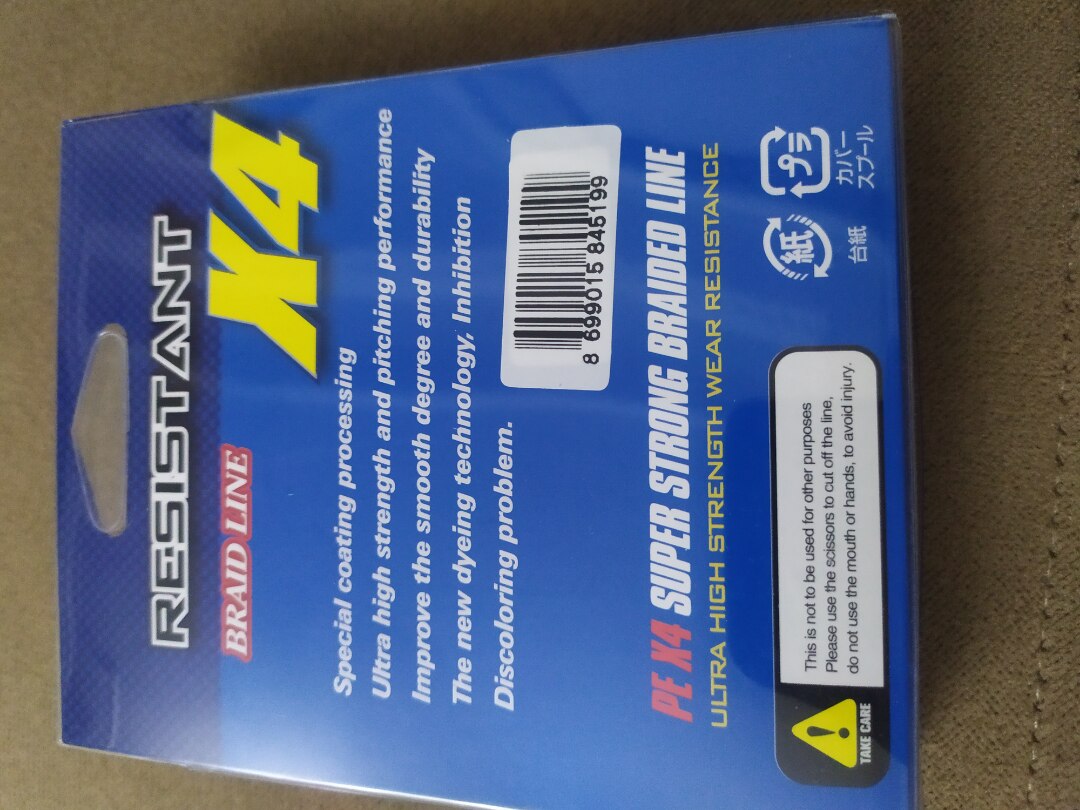 RESISTANT
BRAID LINE
X4
Special coating processing
Ultra high strength and pitching performance
Improve the smooth degree and durability
The new dyeing technology, Inhibition
Discoloring problem.
8 699015 845199
PE X4 SUPER STRONG BRAIDED LINE
ULTRA HIGH STRENGTH WEAR RESISTANCE
TAKE CARE
This is not to be used for other purposes
Please use the scissors to cut off the line,
do not use the mouth or hands, to avoid injury.
紙
台紙
プラ
カバー
スプール